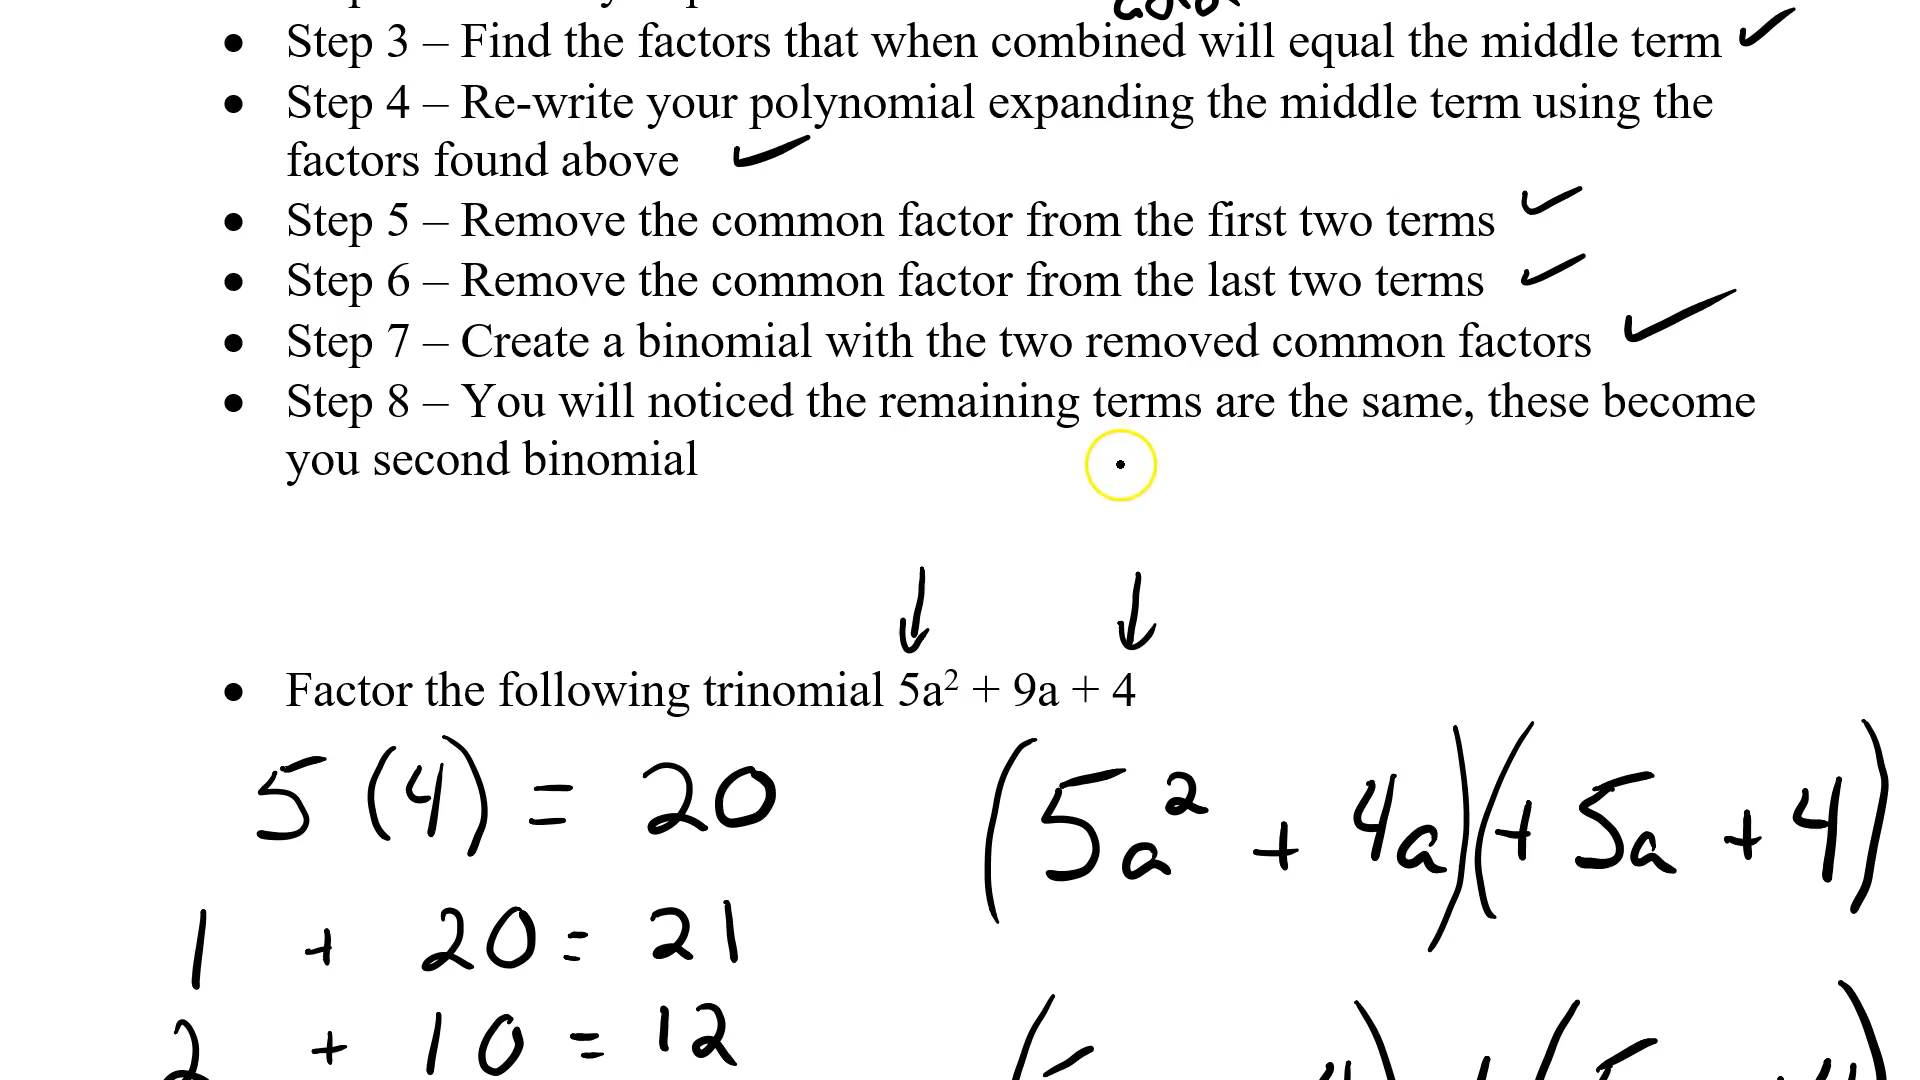 • Step 3 – Find the factors that when combined will equal the middle term ✓
• Step 4 – Re-write your polynomial expanding the middle term using the
factors found above ✓
• Step 5 – Remove the common factor from the first two terms ✓
• Step 6 – Remove the common factor from the last two terms ✓
• Step 7 – Create a binomial with the two removed common factors ✓
• Step 8 – You will noticed the remaining terms are the same, these become
you second binomial
• Factor the following trinomial 5a² + 9a + 4
5 (4) = 20
(5a² + 4a)(+ 5a + 4)
1 + 20 = 21
2 + 10 = 12